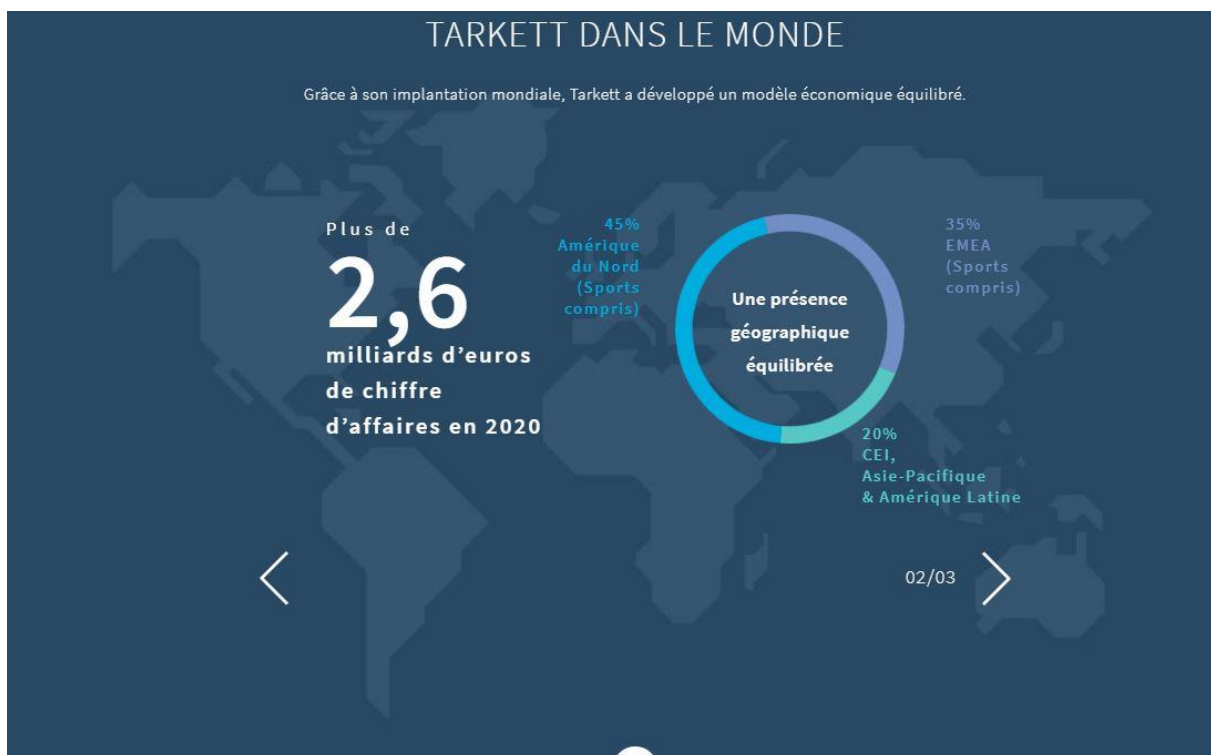 TARKETT DANS LE MONDE
Grâce à son implantation mondiale, Tarkett a développé un modèle économique équilibré.
Plus de
2,6
milliards d'euros
de chiffre
d'affaires en 2020
45%
Amérique
du Nord
(Sports
compris)
Une présence
géographique
équilibrée
35%
EMEA
(Sports
compris)
20%
CEI,
Asie-Pacifique
& Amérique Latine
02/03